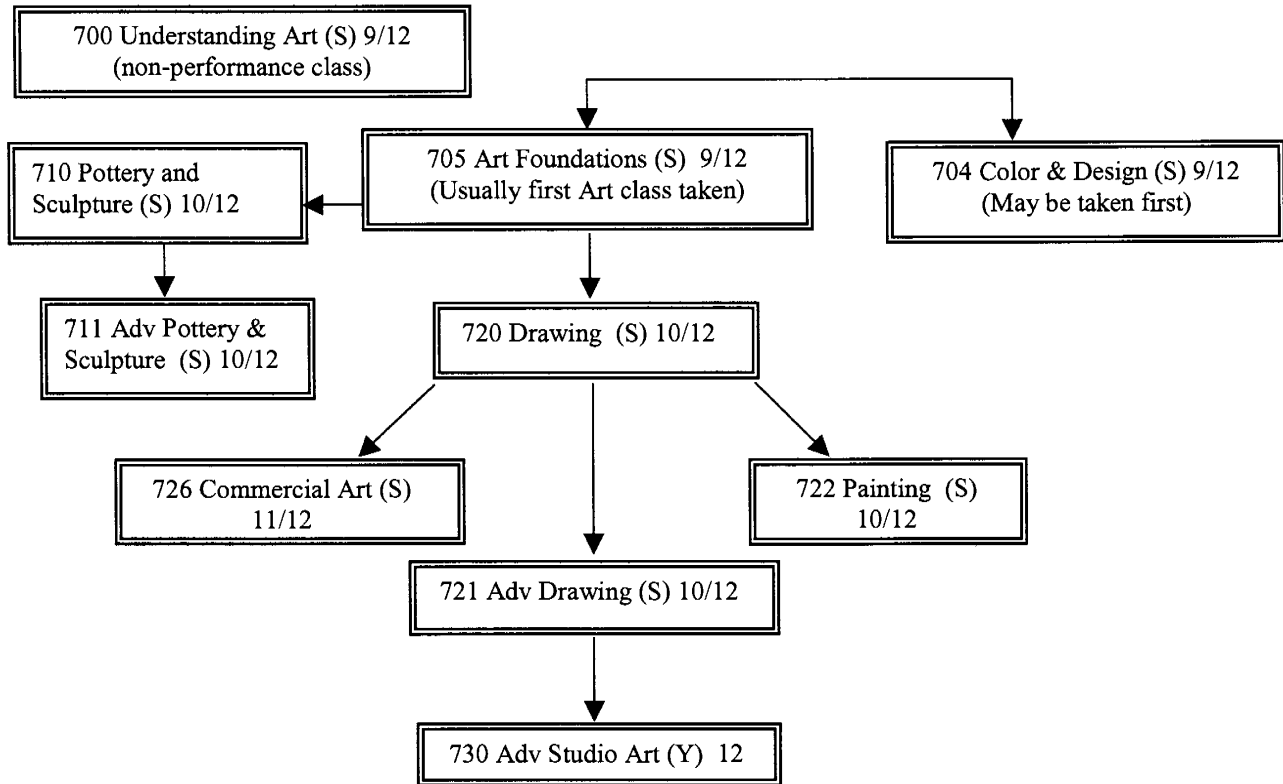 700 Understanding Art (S) 9/12
(non-performance class)
705 Art Foundations (S) 9/12
(Usually first Art class taken)
704 Color & Design (S) 9/12
(May be taken first)
710 Pottery and
Sculpture (S) 10/12
711 Adv Pottery &
Sculpture (S) 10/12
720 Drawing (S) 10/12
726 Commercial Art (S)
11/12
722 Painting (S)
10/12
721 Adv Drawing (S) 10/12
730 Adv Studio Art (Y) 12